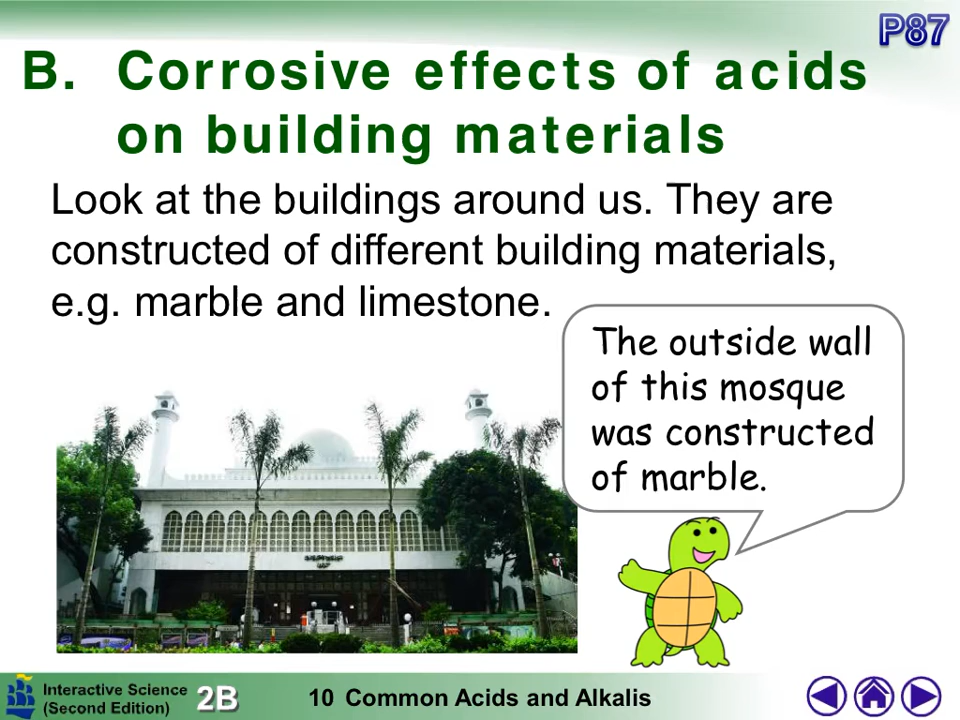 P87
B. Corrosive effects of acids
on building materials
Look at the buildings around us. They are
constructed of different building materials,
e.g. marble and limestone.
The outside wall
of this mosque
was constructed
of marble.
Interactive Science
(Second Edition)
2B
10 Common Acids and Alkalis